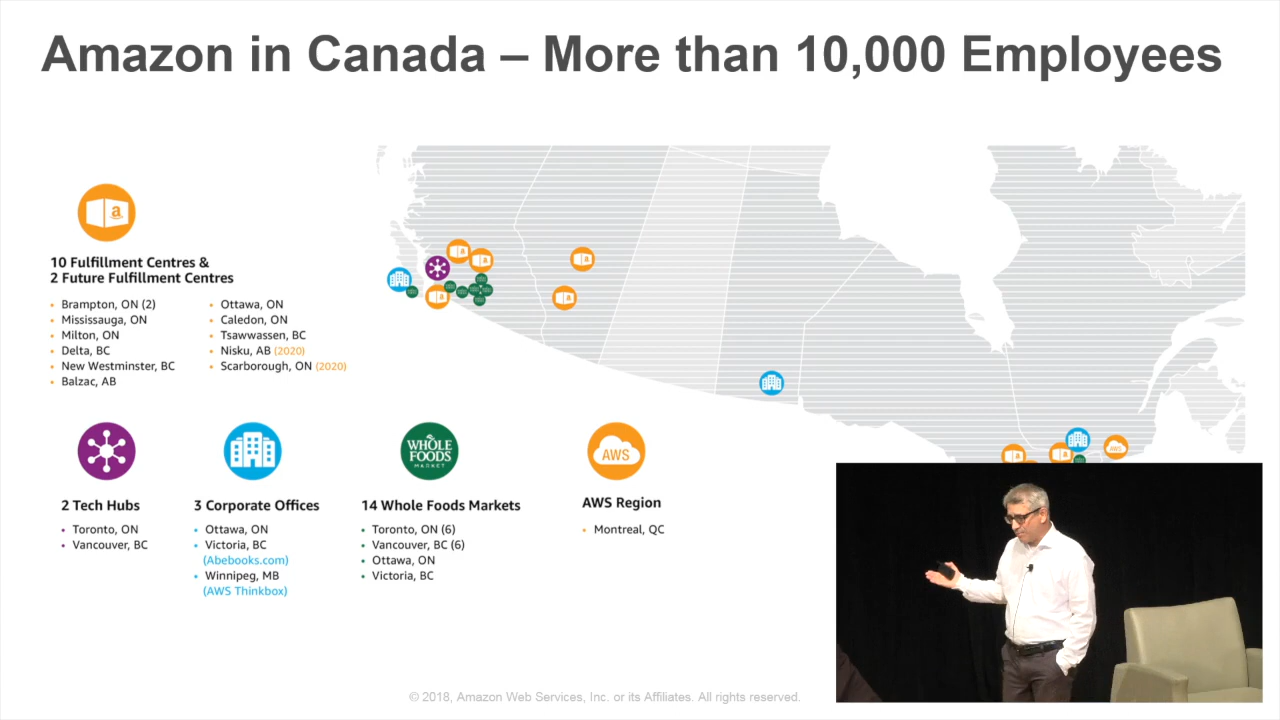 Amazon in Canada – More than 10,000 Employees
a
10 Fulfillment Centres &
2 Future Fulfillment Centres
• Brampton, ON (2)
• Mississauga, ON
• Milton, ON
• Delta, BC
• New Westminster, BC
• Balzac, AB
• Ottawa, ON
• Caledon, ON
• Tsawwassen, BC
• Nisku, AB (2020)
• Scarborough, ON (2020)
2 Tech Hubs
• Toronto, ON
• Vancouver, BC
3 Corporate Offices
• Ottawa, ON
• Victoria, BC
(Abebooks.com)
• Winnipeg, MB
(AWS Thinkbox)
WHOLE
FOODS
MARKET
14 Whole Foods Markets
• Toronto, ON (6)
• Vancouver, BC (6)
• Ottawa, ON
• Victoria, BC
AWS
AWS Region
• Montreal, QC
AWS
© 2018, Amazon Web Services, Inc. or its Affiliates. All rights reserved.